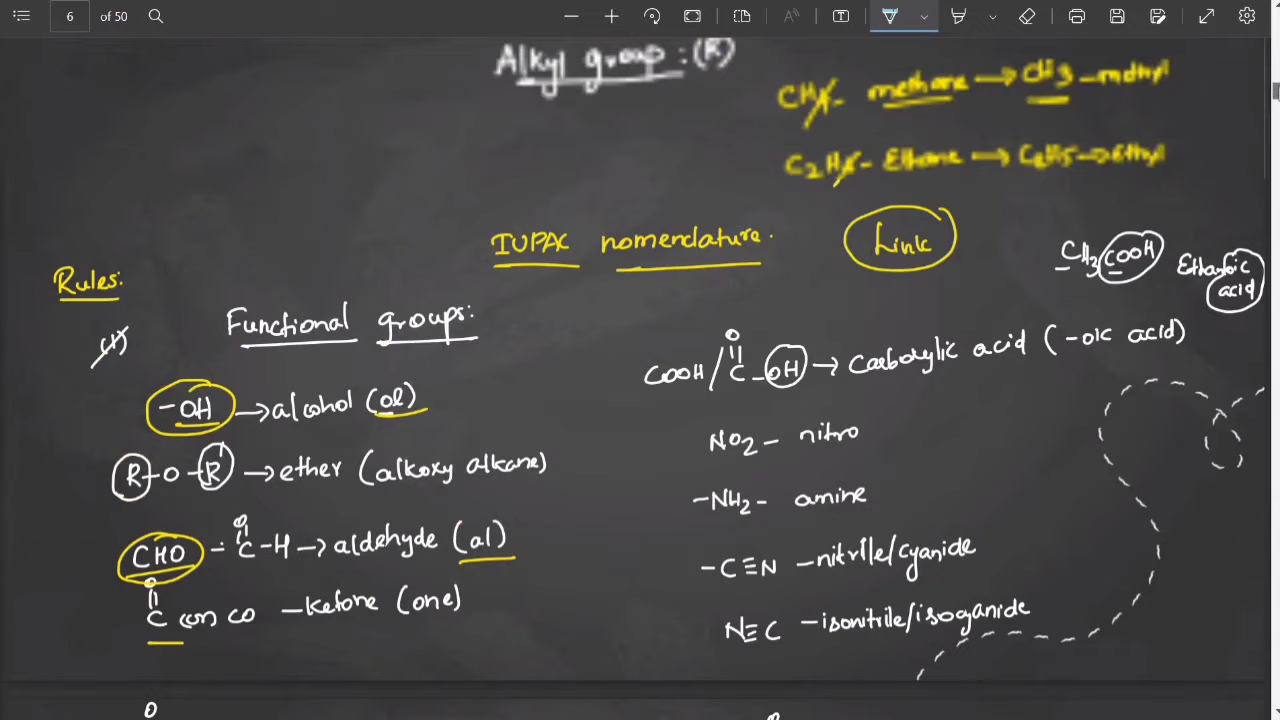 6 of 50
Alkyl group : (R)
CH4 - methane → CH3 - methyl
C2H6 - Ethane → C2H5 → Ethyl
IUPAC nomenclature.
Link
CH3COOH
Ethanoic acid
Rules:
(1)
Functional groups:
-OH → alcohol (ol)
R-O-R' → ether (alkoxy alkane)
CHO - C-H → aldehyde (al)
O
C (or) CO - ketone (one)
O
COOH / C-OH → Carboxylic acid (-oic acid)
NO2 - nitro
-NH2 - amine
-C≡N - nitrile/cyanide
N≡C - isonitrile/isocyanide
O